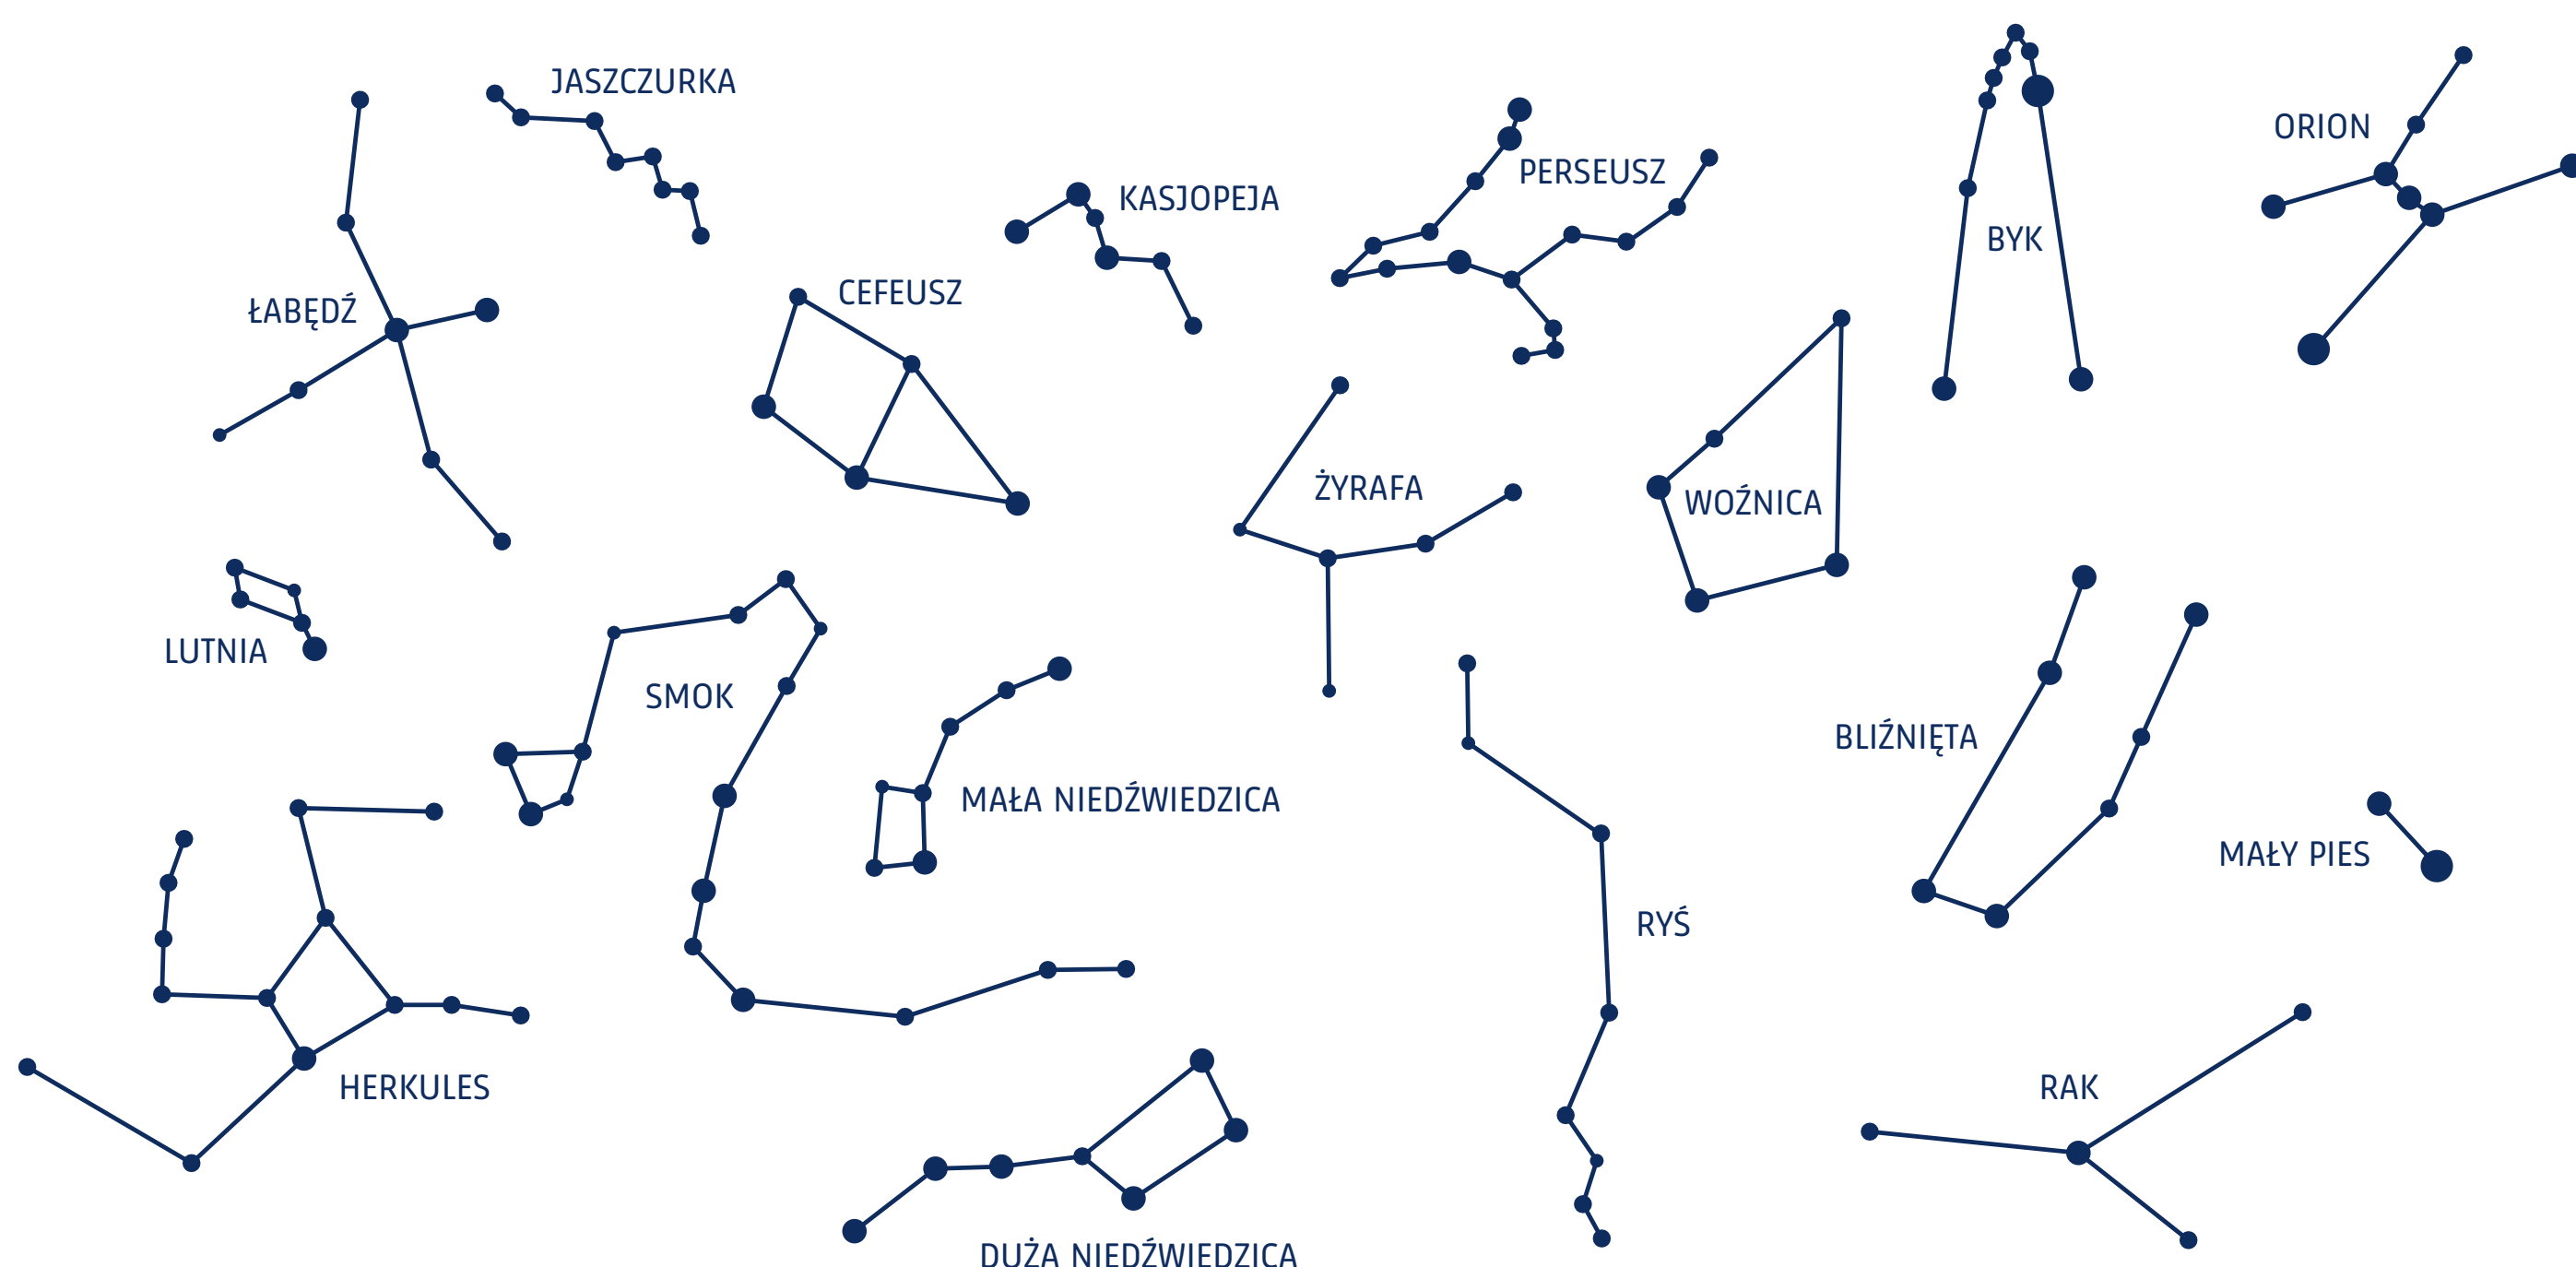 JASZCZURKA
ORION
PERSEUSZ
KASJOPEJA
BYK
CEFEUSZ
ŁABĘDŹ
ŻYRAFA
WOŹNICA
LUTNIA
SMOK
BLIŹNIĘTA
MAŁA NIEDŹWIEDZICA
MAŁY PIES
RYŚ
HERKULES
RAK
DUŻA NIEDŹWIEDZICA